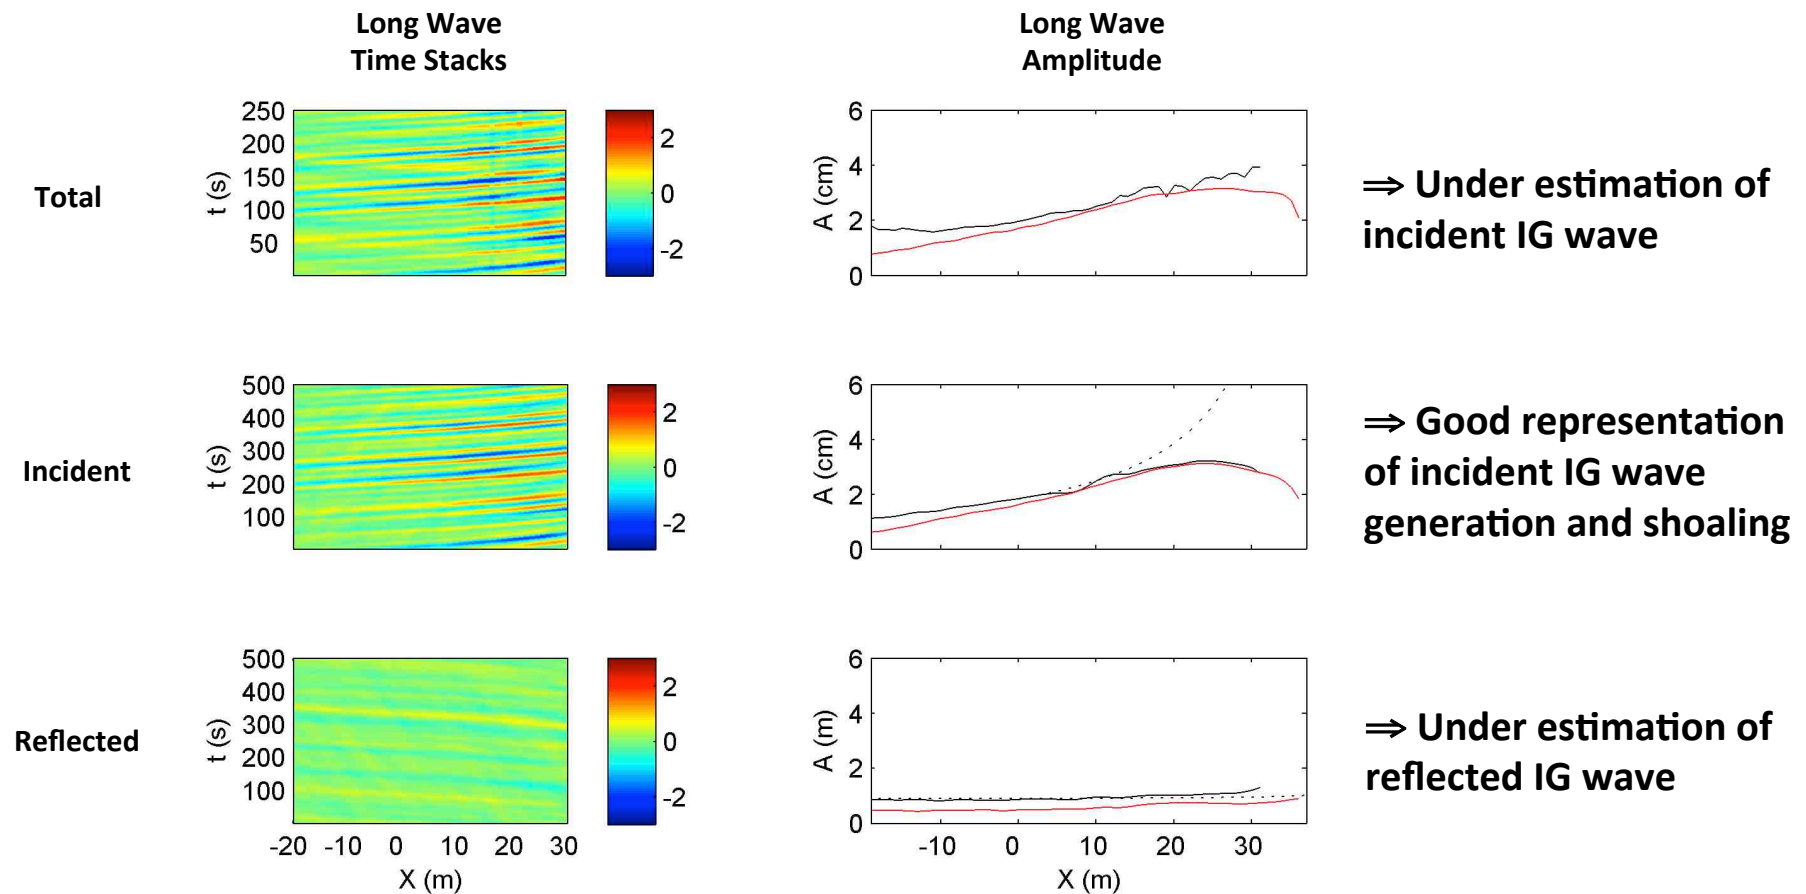 Long Wave
Time Stacks
Long Wave
Amplitude
Total
t (s)
250
200
150
100
50
2
0
-2
A (cm)
6
4
2
0
⇒ Under estimation of
incident IG wave
Incident
t (s)
500
400
300
200
100
2
0
-2
A (cm)
6
4
2
0
⇒ Good representation
of incident IG wave
generation and shoaling
Reflected
t (s)
500
400
300
200
100
-20 -10 0 10 20 30
X (m)
2
0
-2
A (m)
6
4
2
0
-10 0 10 20 30
X (m)
⇒ Under estimation of
reflected IG wave